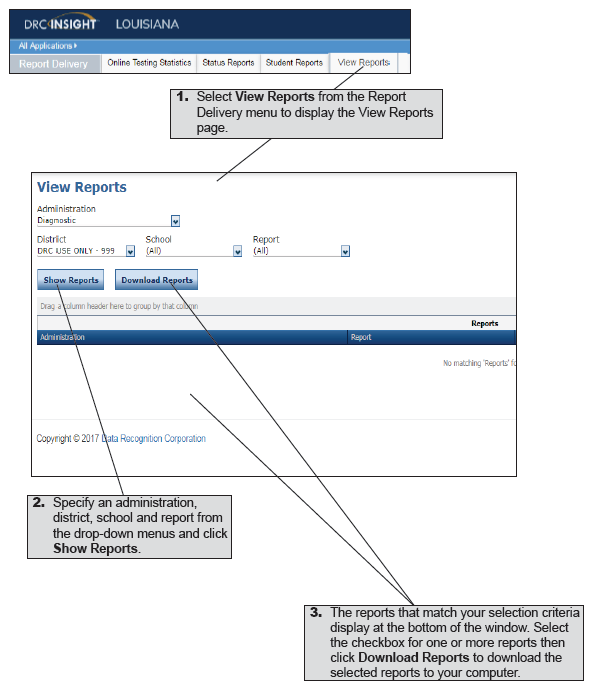 DRC INSIGHT LOUISIANA
All Applications
Report Delivery Online Testing Statistics Status Reports Student Reports View Reports
1. Select View Reports from the Report
Delivery menu to display the View Reports
page.
View Reports
Administration
Diagnostic
District School Report
DRC USE ONLY - 999 (All) (All)
Show Reports Download Reports
Drag a column header here to group by that column
Reports
Administration Report
No matching 'Reports' fo
Copyright © 2017 Data Recognition Corporation
2. Specify an administration,
district, school and report from
the drop-down menus and click
Show Reports.
3. The reports that match your selection criteria
display at the bottom of the window. Select
the checkbox for one or more reports then
click Download Reports to download the
selected reports to your computer.